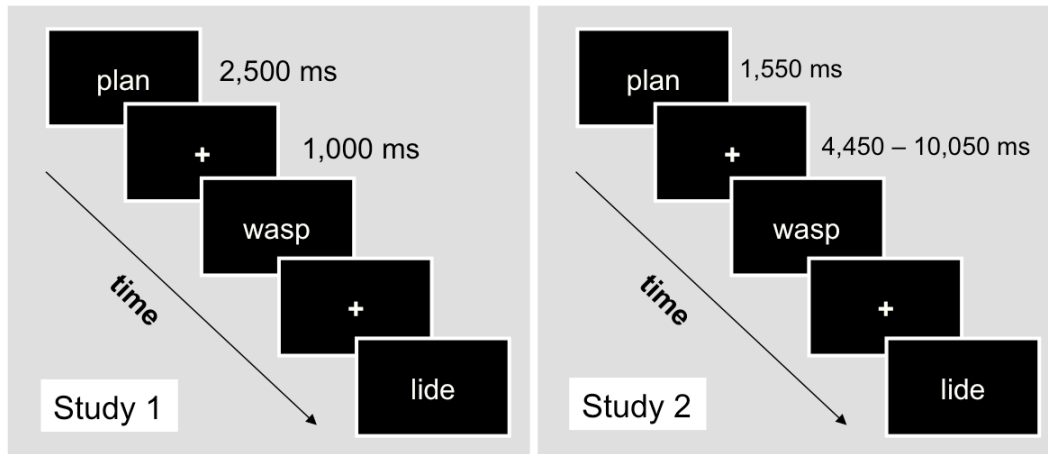 plan
2,500 ms
+
1,000 ms
wasp
+
time
lide
Study 1
plan
1,550 ms
+
4,450 – 10,050 ms
wasp
+
time
lide
Study 2